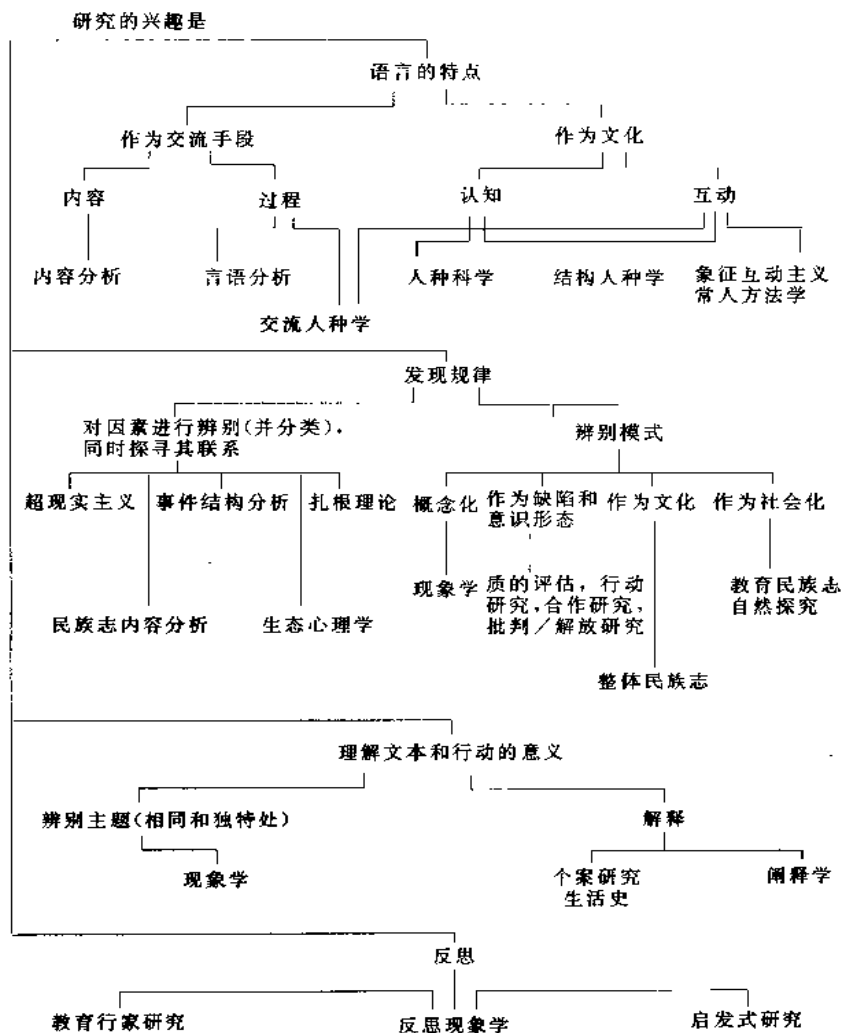 研究的兴趣是
语言的特点
作为交流手段
作为文化
内容
过程
认知
互动
内容分析
言语分析
人种科学
结构人种学
象征互动主义
常人方法学
交流人种学
发现规律
对因素进行辨别(并分类).
同时探寻其联系
辨别模式
超现实主义
事件结构分析
扎根理论
概念化
作为缺陷和
意识形态
作为文化
作为社会化
现象学
质的评估，行动
研究,合作研究,
批判／解放研究
教育民族志
自然探究
民族志内容分析
生态心理学
整体民族志
理解文本和行动的意义
辨别主题(相同和独特处)
解释
现象学
个案研究
生活史
阐释学
反思
教育行家研究
反思现象学
启发式研究